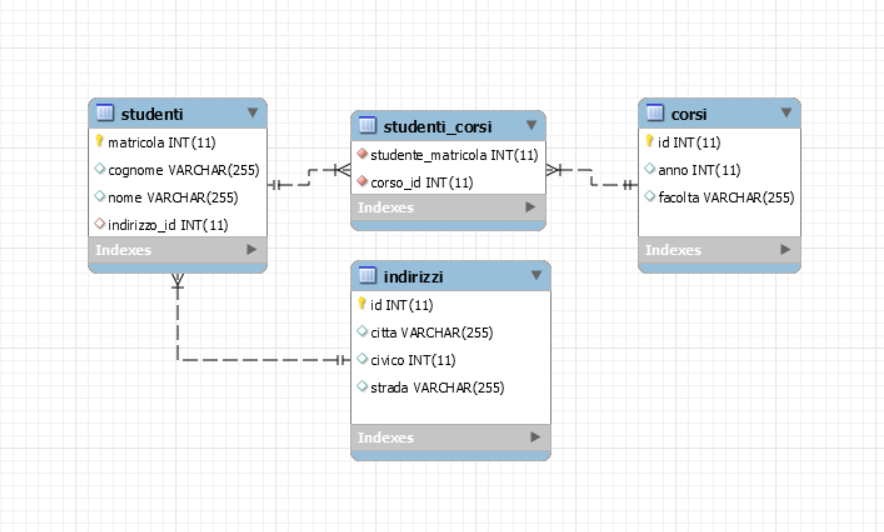 studenti
matricola INT(11)
cognome VARCHAR(255)
nome VARCHAR(255)
indirizzo_id INT(11)
Indexes
studenti_corsi
studente_matricola INT(11)
corso_id INT(11)
Indexes
corsi
id INT(11)
anno INT(11)
facolta VARCHAR(255)
Indexes
indirizzi
id INT(11)
citta VARCHAR(255)
civico INT(11)
strada VARCHAR(255)
Indexes